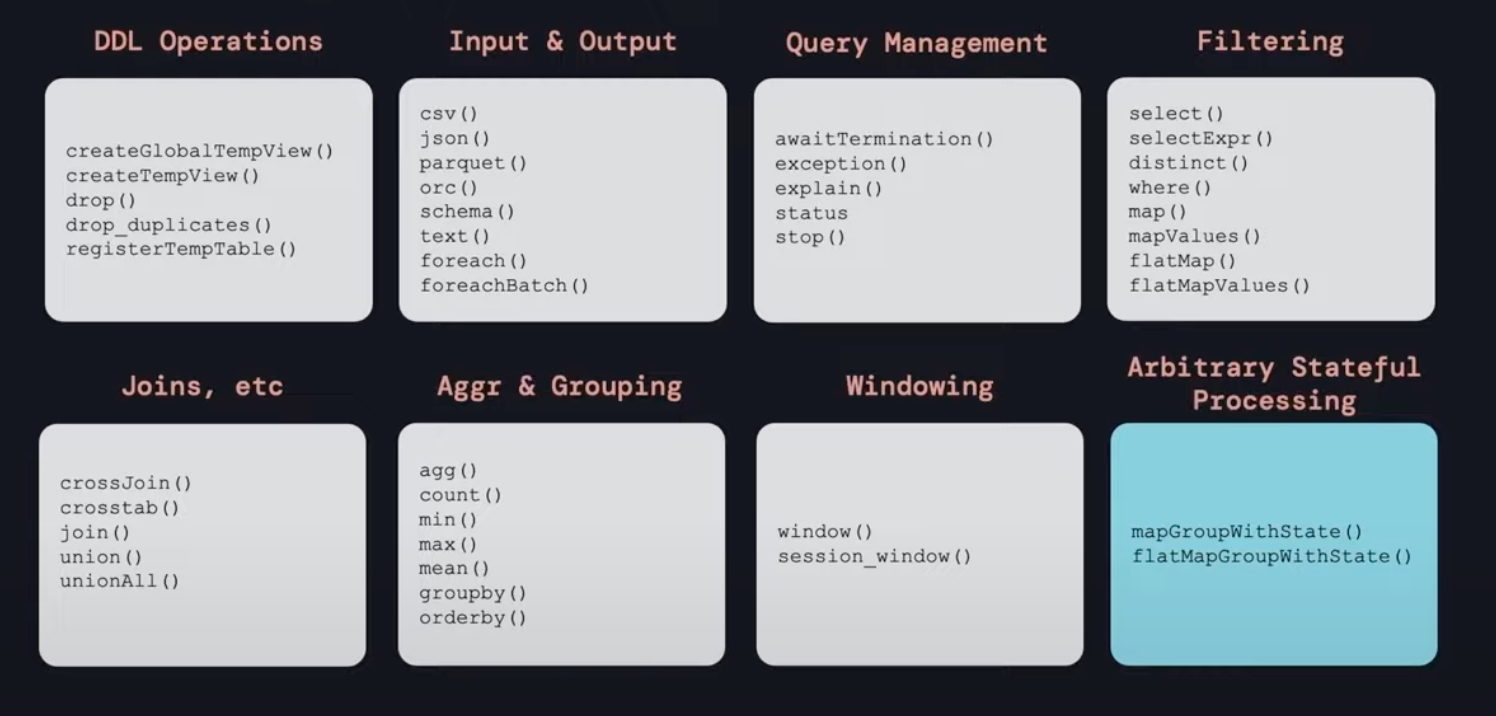 DDL Operations
createGlobalTempView()
createTempView()
drop()
drop_duplicates()
registerTempTable()
Input & Output
csv()
json()
parquet()
orc()
schema()
text()
foreach()
foreachBatch()
Query Management
awaitTermination()
exception()
explain()
status
stop()
Filtering
select()
selectExpr()
distinct()
where()
map()
mapValues()
flatMap()
flatMapValues()
Joins, etc
crossJoin()
crosstab()
join()
union()
unionAll()
Aggr & Grouping
agg()
count()
min()
max()
mean()
groupby()
orderby()
Windowing
window()
session_window()
Arbitrary Stateful
Processing
mapGroupWithState()
flatMapGroupWithState()